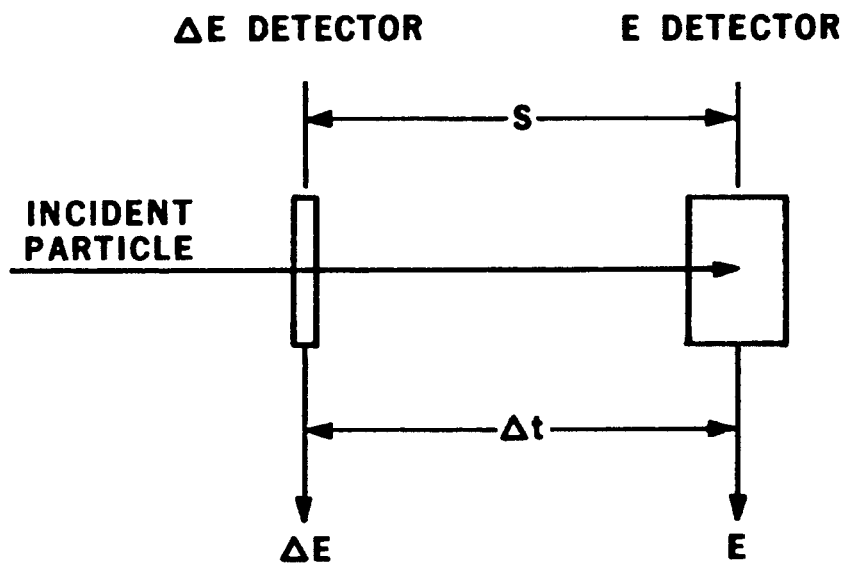 ΔE DETECTOR
E DETECTOR
S
INCIDENT
PARTICLE
Δt
ΔE
E